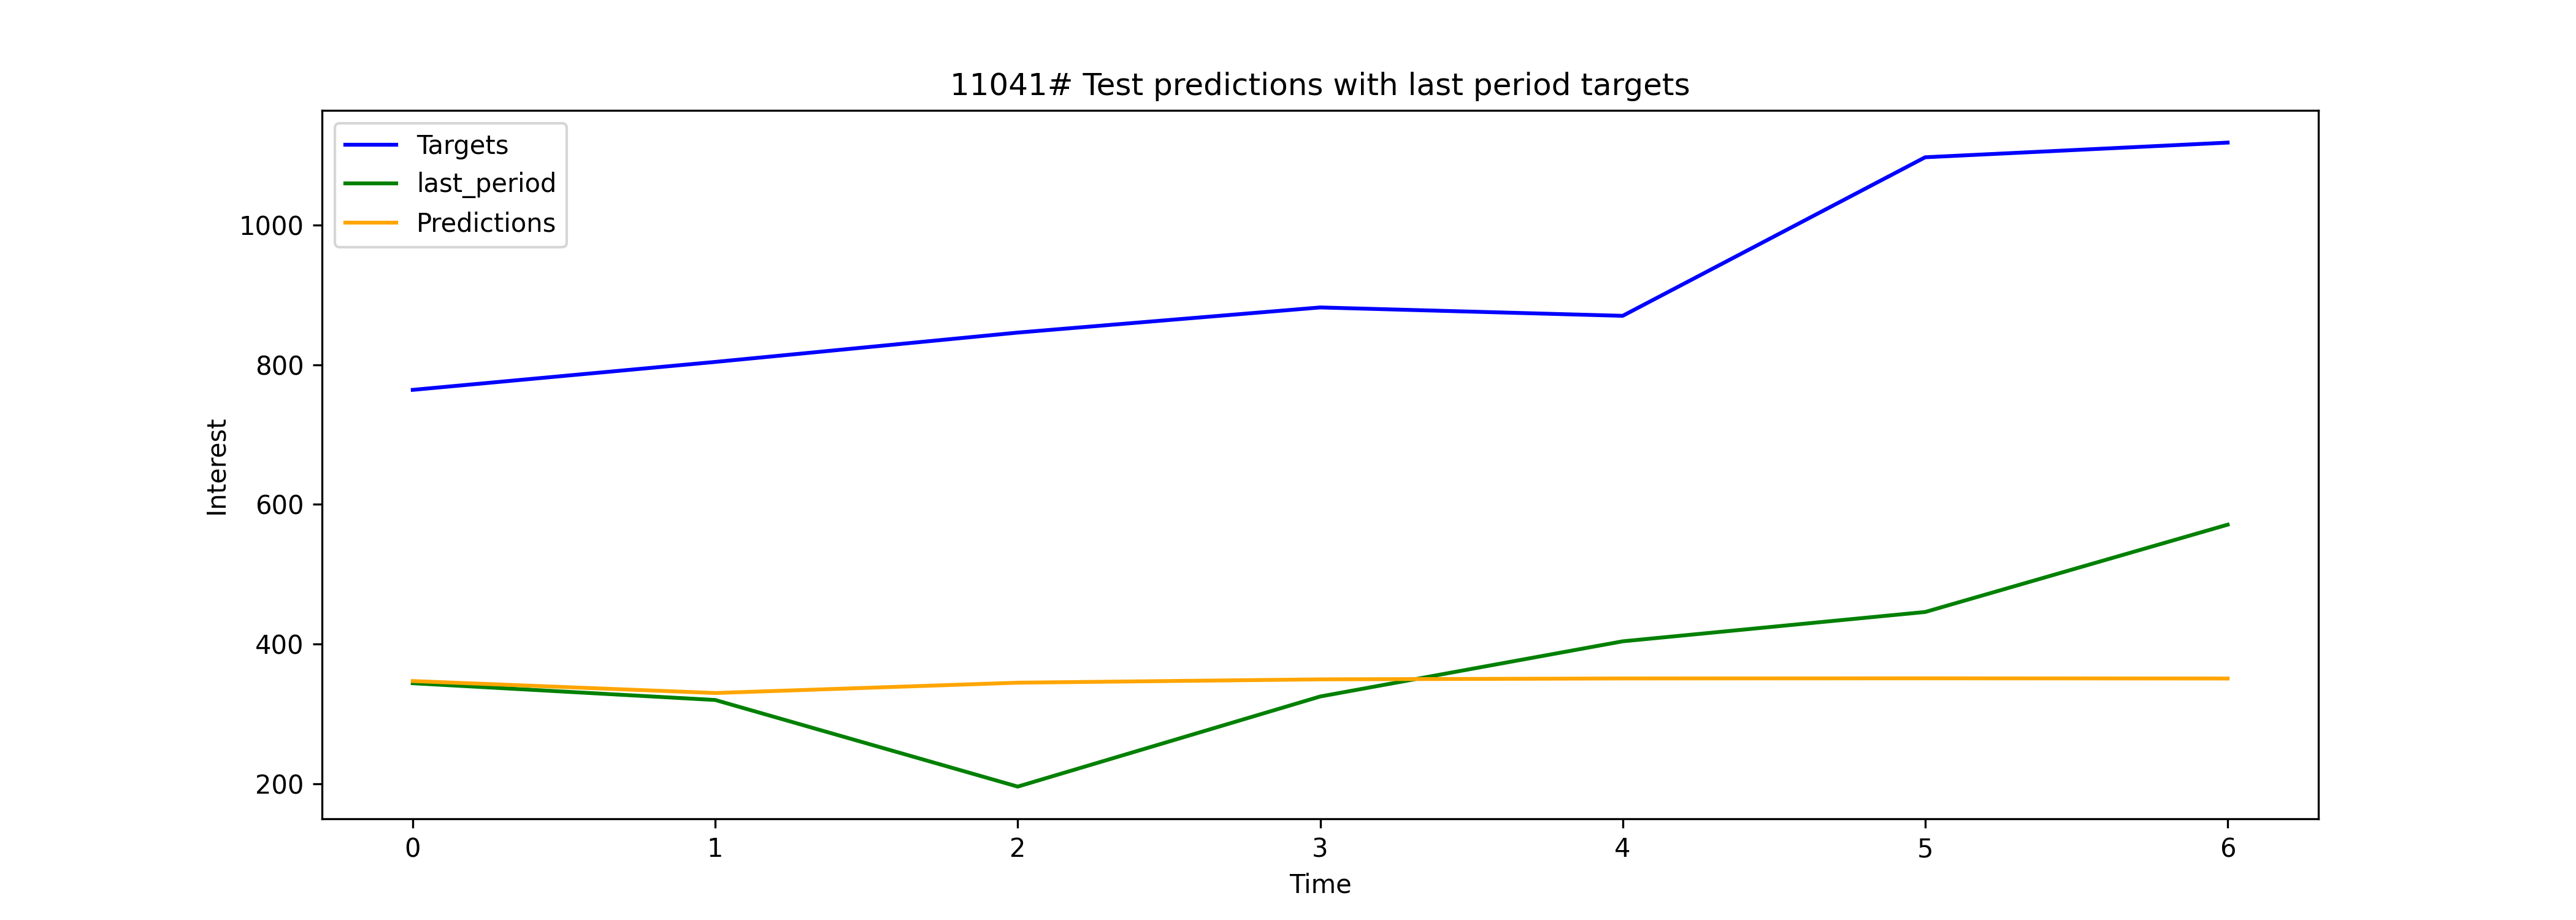 11041# Test predictions with last period targets
Targets
last_period
Predictions
1000
800
600
400
200
Interest
0 1 2 3 4 5 6
Time